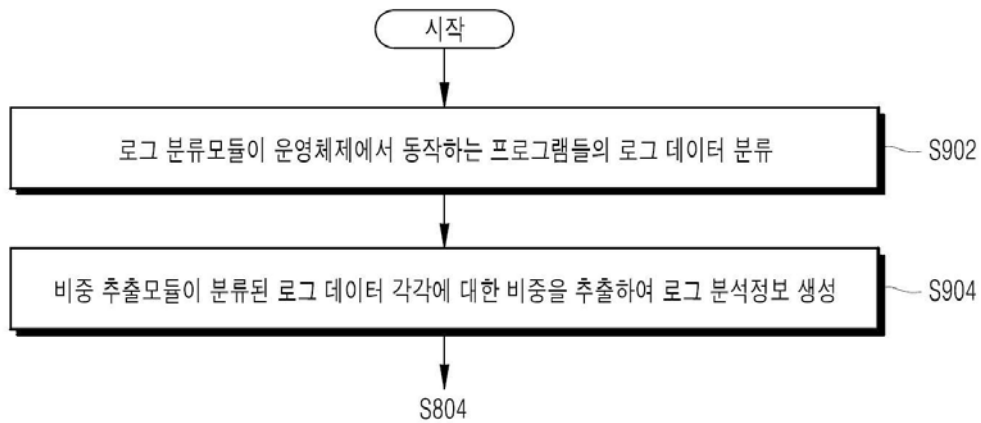 시작
로그 분류모듈이 운영체제에서 동작하는 프로그램들의 로그 데이터 분류
S902
비중 추출모듈이 분류된 로그 데이터 각각에 대한 비중을 추출하여 로그 분석정보 생성
S904
S804